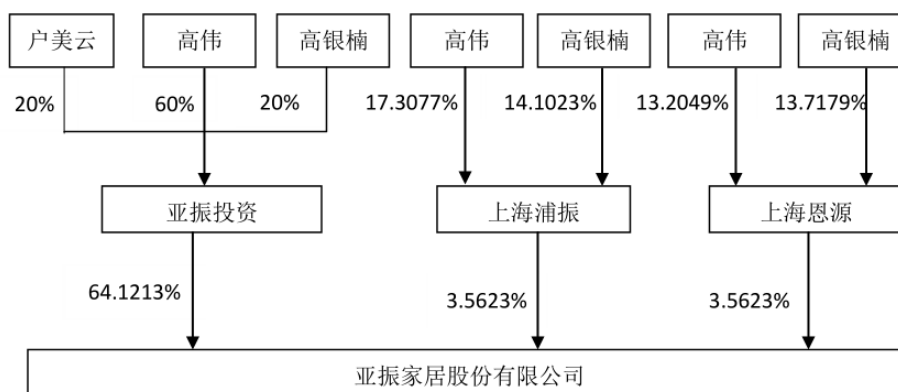 户美云 高伟 高银楠 高伟 高银楠 高伟 高银楠
20% 60% 20% 17.3077% 14.1023% 13.2049% 13.7179%
亚振投资 上海浦振 上海恩源
64.1213% 3.5623% 3.5623%
亚振家居股份有限公司